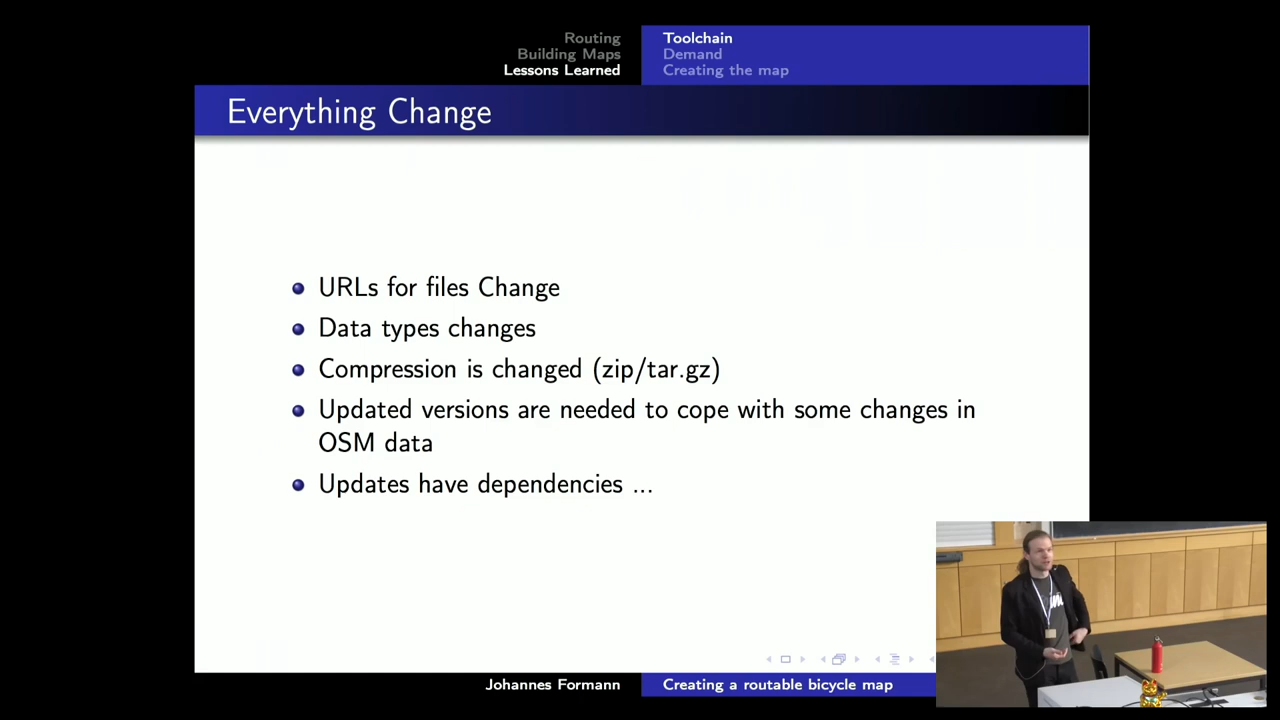 Routing
Building Maps
Lessons Learned
Toolchain
Demand
Creating the map
Everything Change
URLs for files Change
Data types changes
Compression is changed (zip/tar.gz)
Updated versions are needed to cope with some changes in
OSM data
Updates have dependencies ...
Johannes Formann
Creating a routable bicycle map